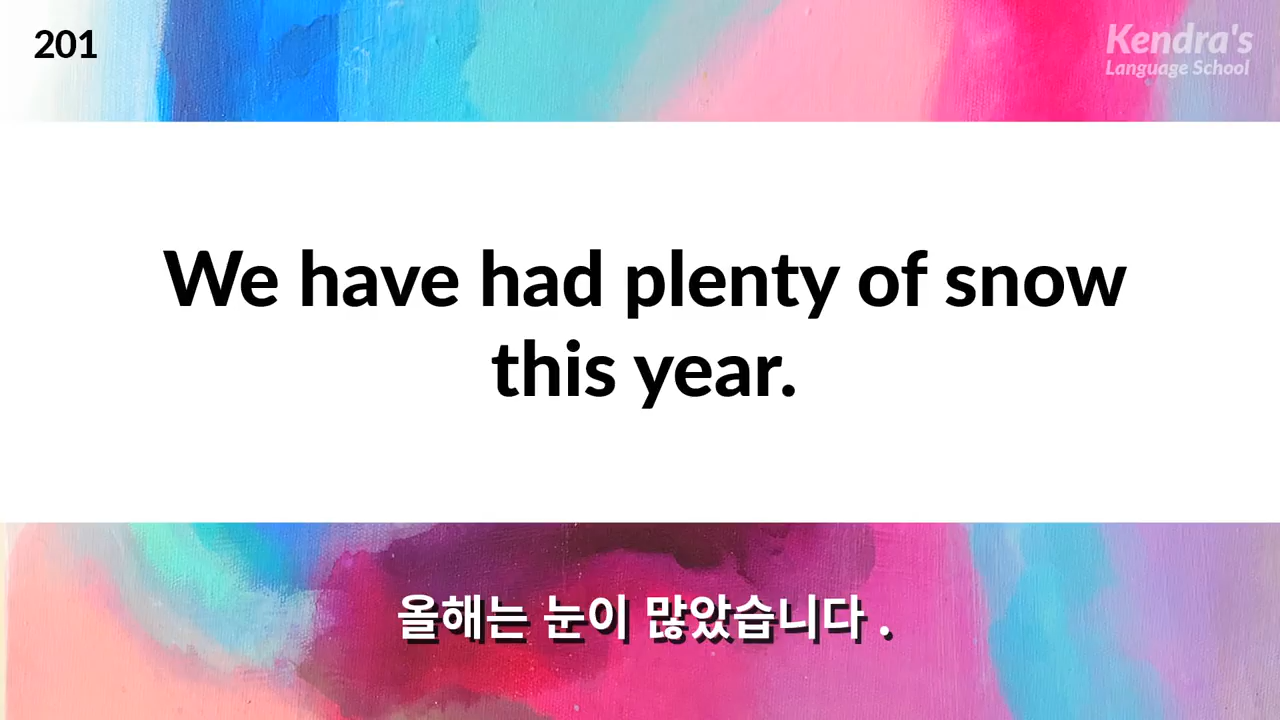 201
Kendra's
Language School
We have had plenty of snow
this year.
올해는 눈이 많았습니다 .